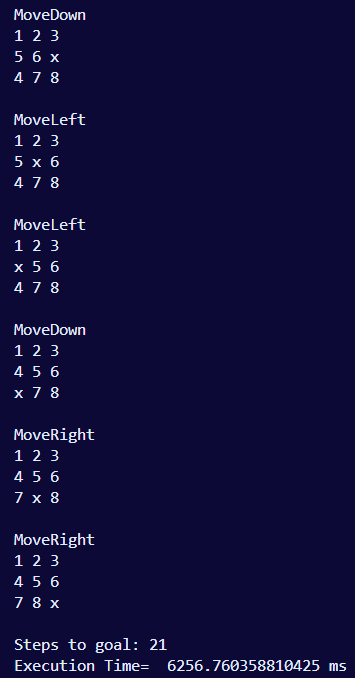 MoveDown
1 2 3
5 6 x
4 7 8
MoveLeft
1 2 3
5 x 6
4 7 8
MoveLeft
1 2 3
x 5 6
4 7 8
MoveDown
1 2 3
4 5 6
x 7 8
MoveRight
1 2 3
4 5 6
7 x 8
MoveRight
1 2 3
4 5 6
7 8 x
Steps to goal: 21
Execution Time=  6256.760358810425 ms